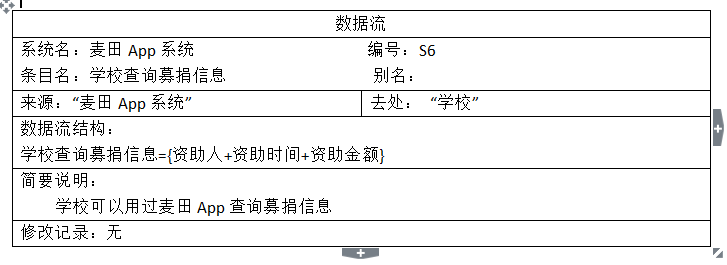 数据流
系统名：麦田 App 系统 编号：S6
条目名：学校查询募捐信息 别名：
来源：“麦田 App 系统” 去处： “学校”
数据流结构：
学校查询募捐信息={资助人+资助时间+资助金额}
简要说明：
学校可以用过麦田 App 查询募捐信息
修改记录：无